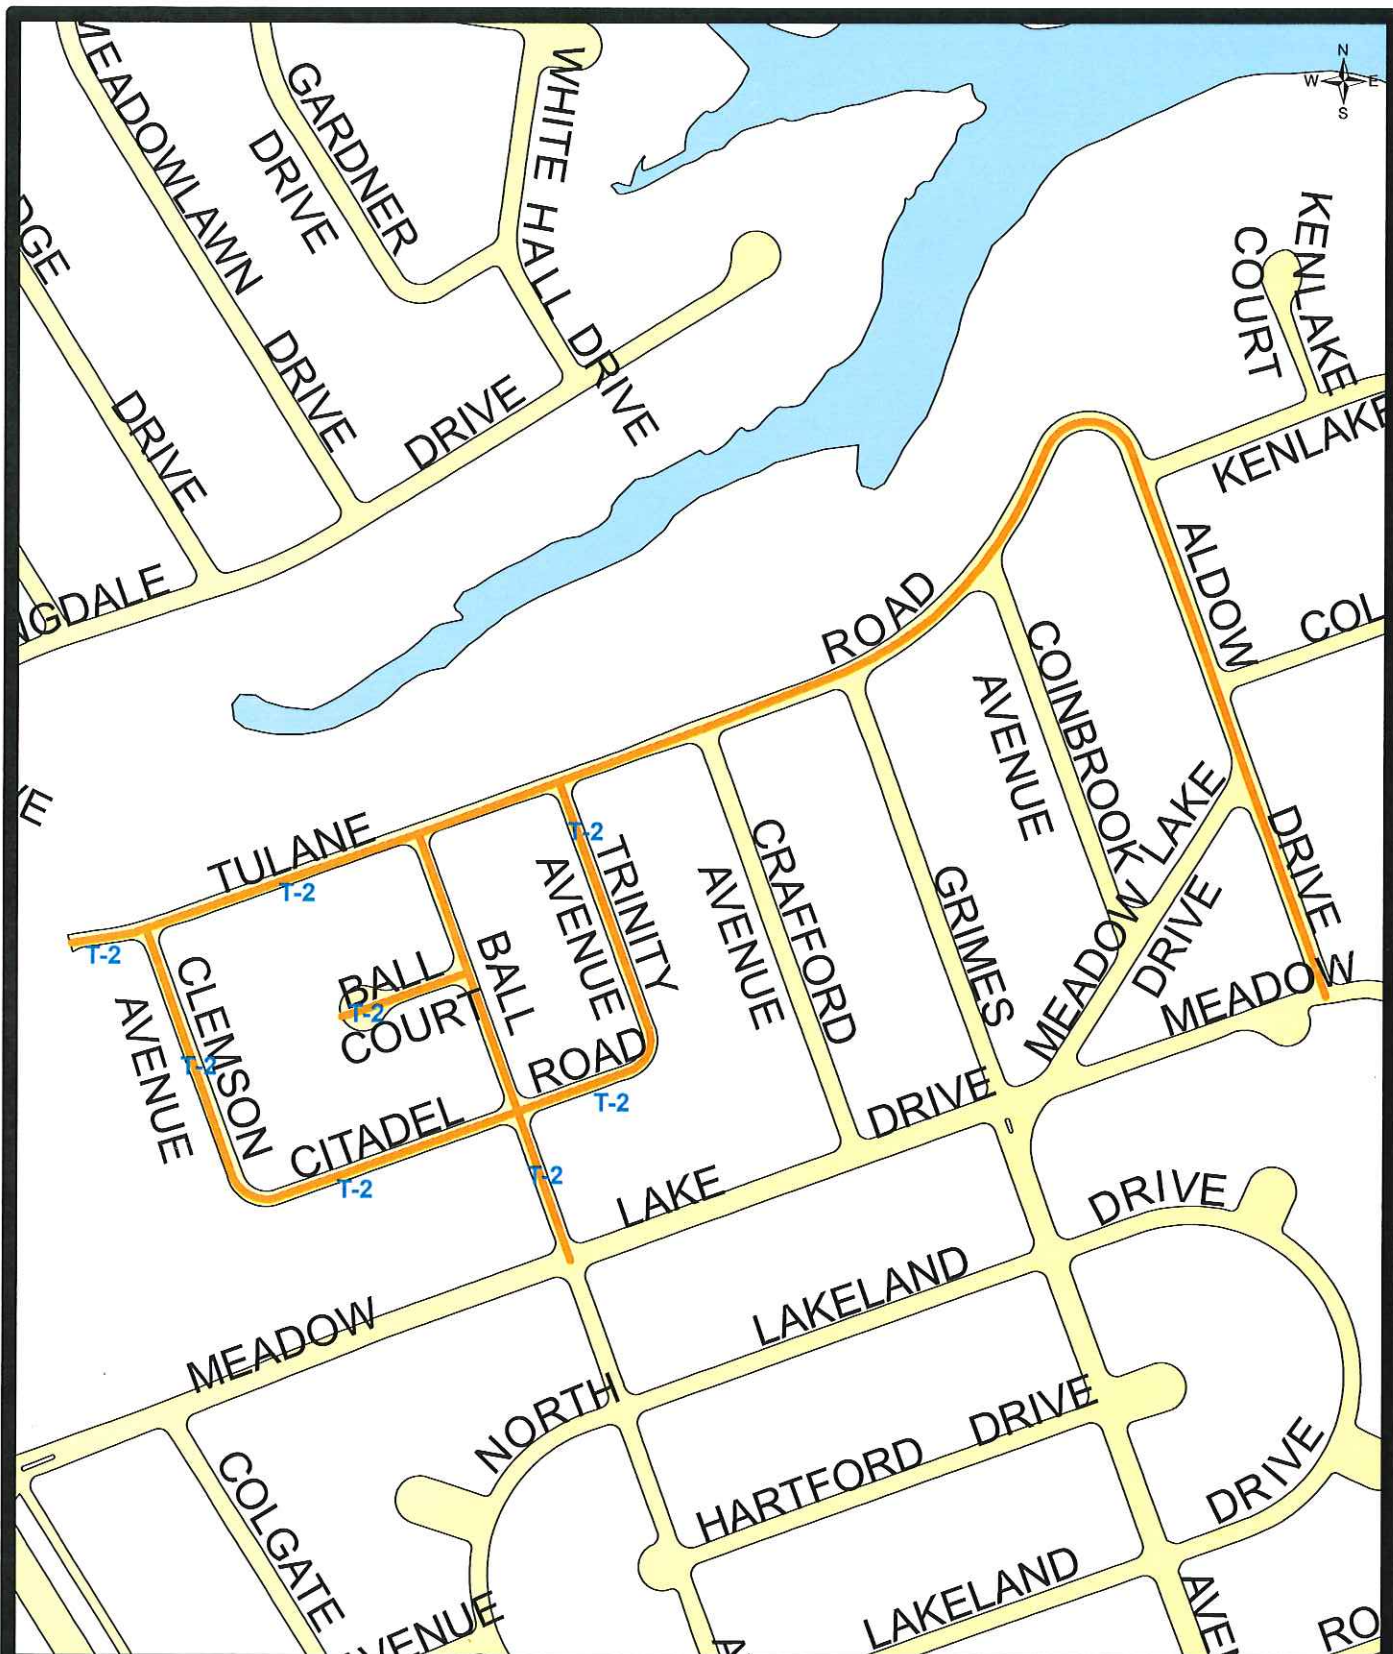 N
W E
S
MEADOWLAWN
DRIVE
GARDNER
DRIVE
WHITE HALL DRIVE
DRIVE
DRIVE
KENLAKE
COURT
KENLAKE
ALDOW
DRIVE
COL
ROAD
COINBROOK
AVENUE
TULANE
T-2
T-2
T-2
TRINITY
AVENUE
CRAFFORD
AVENUE
GRIMES
MEADOW LAKE
DRIVE
MEADOW
CLEMSON
AVENUE
T-2
BALL
COURT
T-2
BALL
ROAD
T-2
CITADEL
T-2
T-2
DRIVE
LAKE
MEADOW
DRIVE
LAKELAND
NORTH
HARTFORD DRIVE
DRIVE
COLGATE
LAKELAND